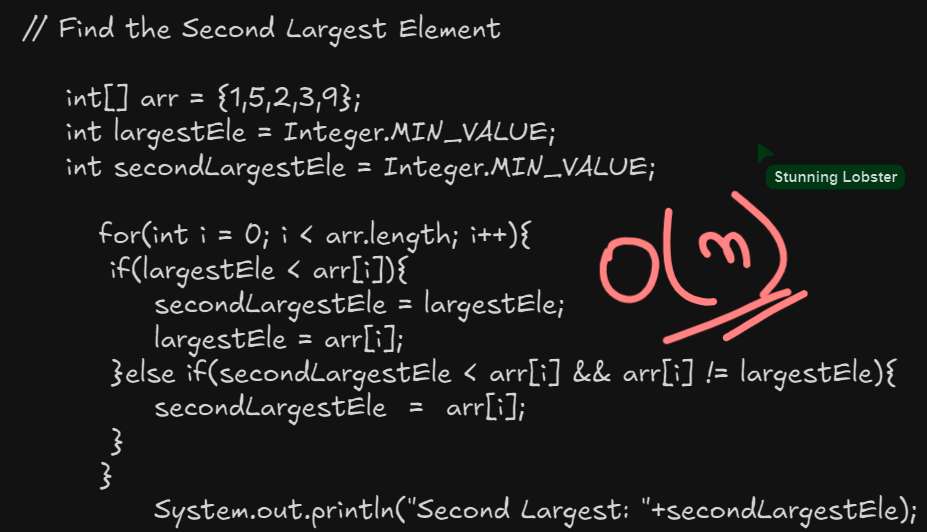 // Find the Second Largest Element
int[] arr = {1,5,2,3,9};
int largestEle = Integer.MIN_VALUE;
int secondLargestEle = Integer.MIN_VALUE;
Stunning Lobster
for(int i = 0; i < arr.length; i++){
if(largestEle < arr[i]){
O(n)
secondLargestEle = largestEle;
largestEle = arr[i];
}else if(secondLargestEle < arr[i] && arr[i] != largestEle){
secondLargestEle = arr[i];
}
}
System.out.println("Second Largest: "+secondLargestEle);